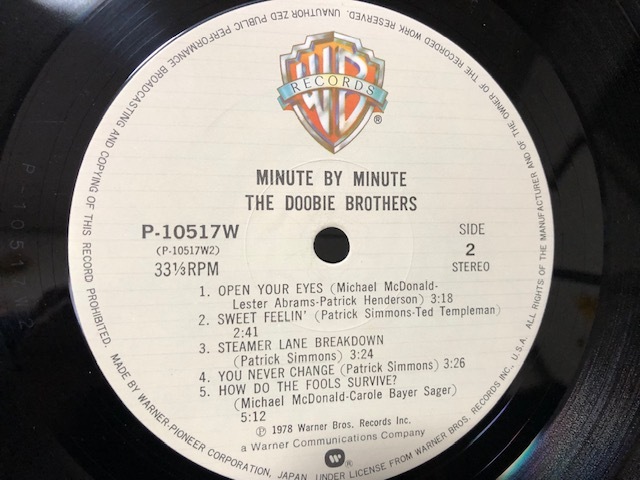 WB
RECORDS
®
MINUTE BY MINUTE
THE DOOBIE BROTHERS
P-10517W
(P-10517W2)
33⅓RPM
SIDE
2
STEREO
1. OPEN YOUR EYES (Michael McDonald-
Lester Abrams-Patrick Henderson) 3:18
2. SWEET FEELIN' (Patrick Simmons-Ted Templeman)
2:41
3. STEAMER LANE BREAKDOWN
(Patrick Simmons) 3:24
4. YOU NEVER CHANGE (Patrick Simmons) 3:26
5. HOW DO THE FOOLS SURVIVE?
(Michael McDonald-Carole Bayer Sager)
5:12
℗ 1978 Warner Bros. Records Inc.
a Warner Communications Company
®
ALL RIGHTS OF THE MANUFACTURER AND OF THE OWNER OF THE RECORDED WORK RESERVED. UNAUTHORIZED PUBLIC PERFORMANCE BROADCASTING AND COPYING OF THIS RECORD PROHIBITED.
MADE BY WARNER-PIONEER CORPORATION, JAPAN, UNDER LICENSE FROM WARNER BROS. RECORDS INC., U.S.A.
P-10517W2